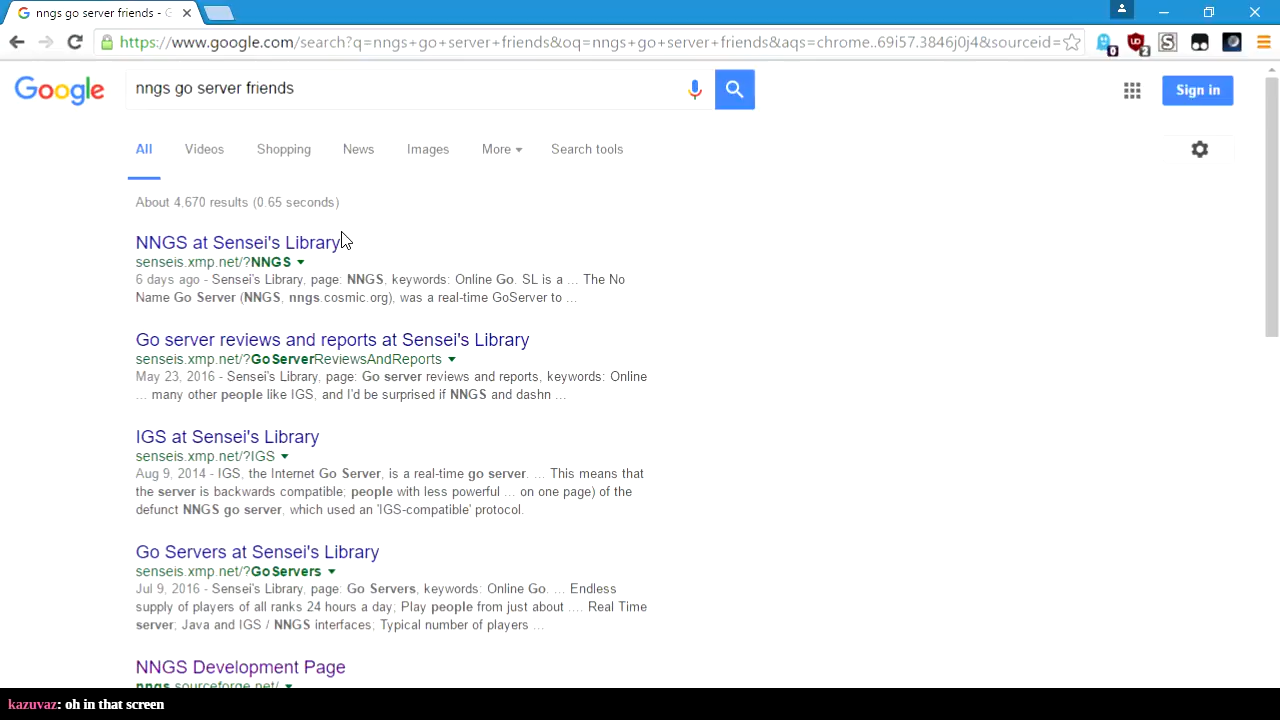 nngs go server friends - G
https://www.google.com/search?q=nngs+go+server+friends&oq=nngs+go+server+friends&aqs=chrome..69i57.3846j0j4&sourceid=
0
2
Google
nngs go server friends
Sign in
All Videos Shopping News Images More Search tools
About 4,670 results (0.65 seconds)
NNGS at Sensei's Library
senseis.xmp.net/?NNGS
6 days ago - Sensei's Library, page: NNGS, keywords: Online Go. SL is a ... The No
Name Go Server (NNGS, nngs.cosmic.org), was a real-time GoServer to ...
Go server reviews and reports at Sensei's Library
senseis.xmp.net/?GoServerReviewsAndReports
May 23, 2016 - Sensei's Library, page: Go server reviews and reports, keywords: Online
... many other people like IGS, and I'd be surprised if NNGS and dashn ...
IGS at Sensei's Library
senseis.xmp.net/?IGS
Aug 9, 2014 - IGS, the Internet Go Server, is a real-time go server. ... This means that
the server is backwards compatible; people with less powerful ... on one page) of the
defunct NNGS go server, which used an 'IGS-compatible' protocol.
Go Servers at Sensei's Library
senseis.xmp.net/?GoServers
Jul 9, 2016 - Sensei's Library, page: Go Servers, keywords: Online Go. ... Endless
supply of players of all ranks 24 hours a day; Play people from just about .... Real Time
server; Java and IGS / NNGS interfaces; Typical number of players ...
NNGS Development Page
nngs.sourceforge.net/
kazuvaz: oh in that screen